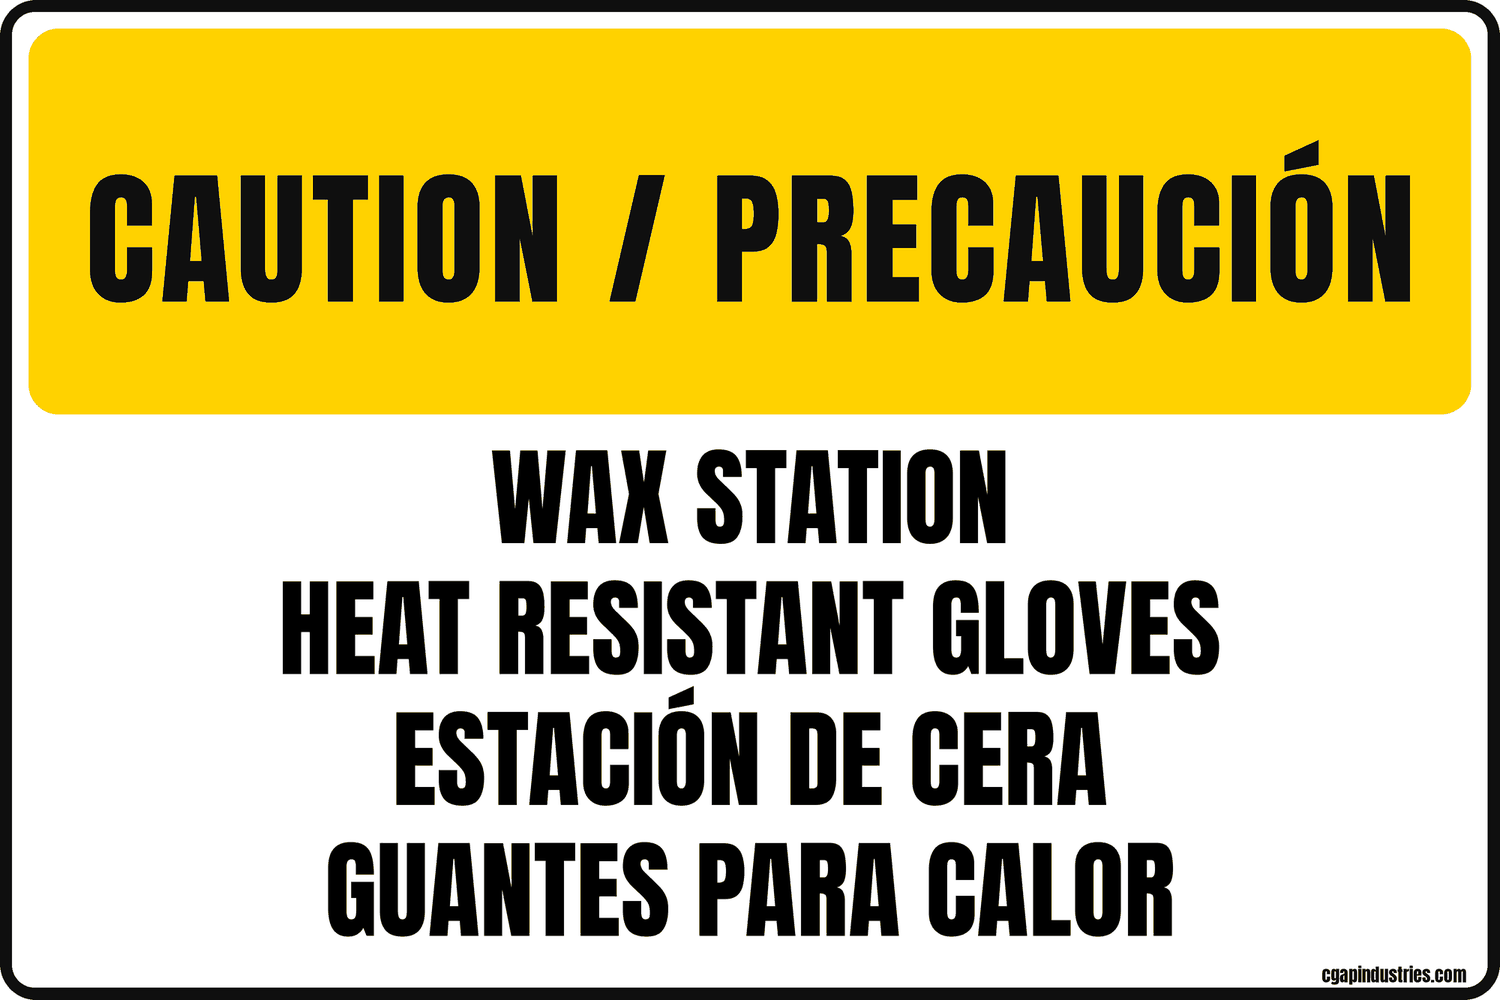 CAUTION / PRECAUCIÓN
WAX STATION
HEAT RESISTANT GLOVES
ESTACIÓN DE CERA
GUANTES PARA CALOR
cgapindustries.com